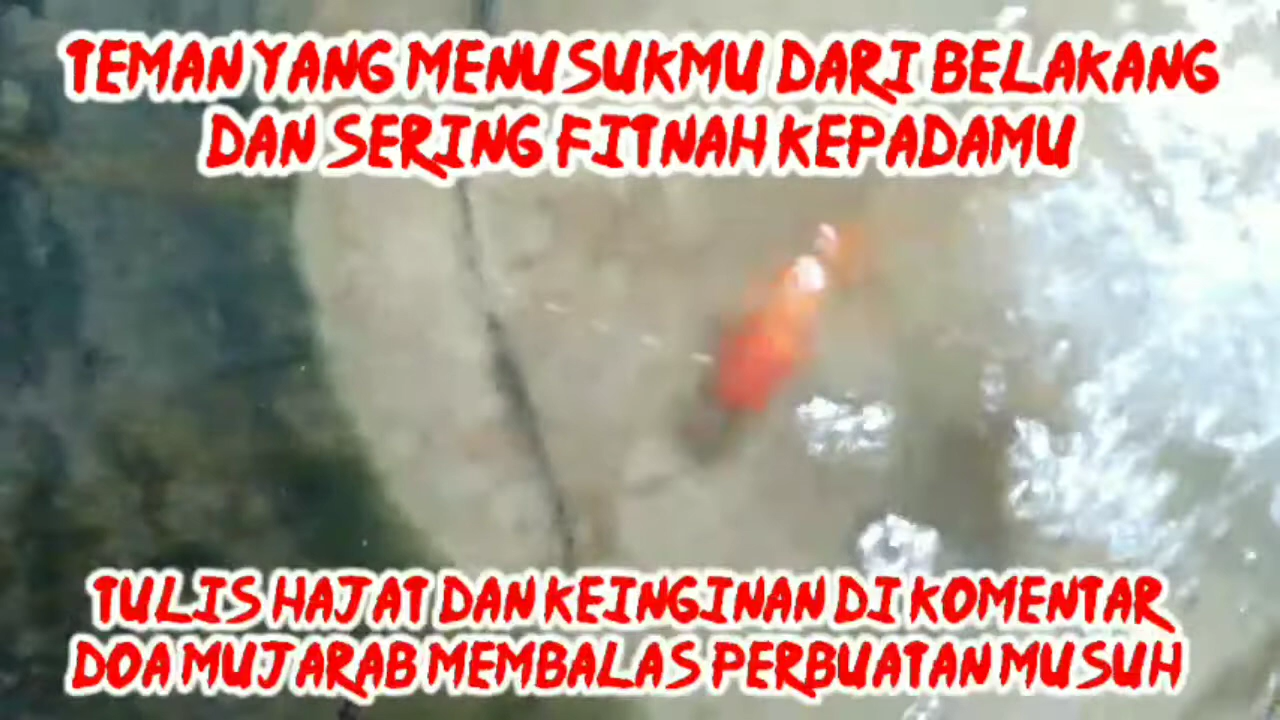 TEMAN YANG MENUSUKMU DARI BELAKANG
DAN SERING FITNAH KEPADAMU
TULIS HAJAT DAN KEINGINAN DI KOMENTAR
DOA MUJARAB MEMBALAS PERBUATAN MUSUH